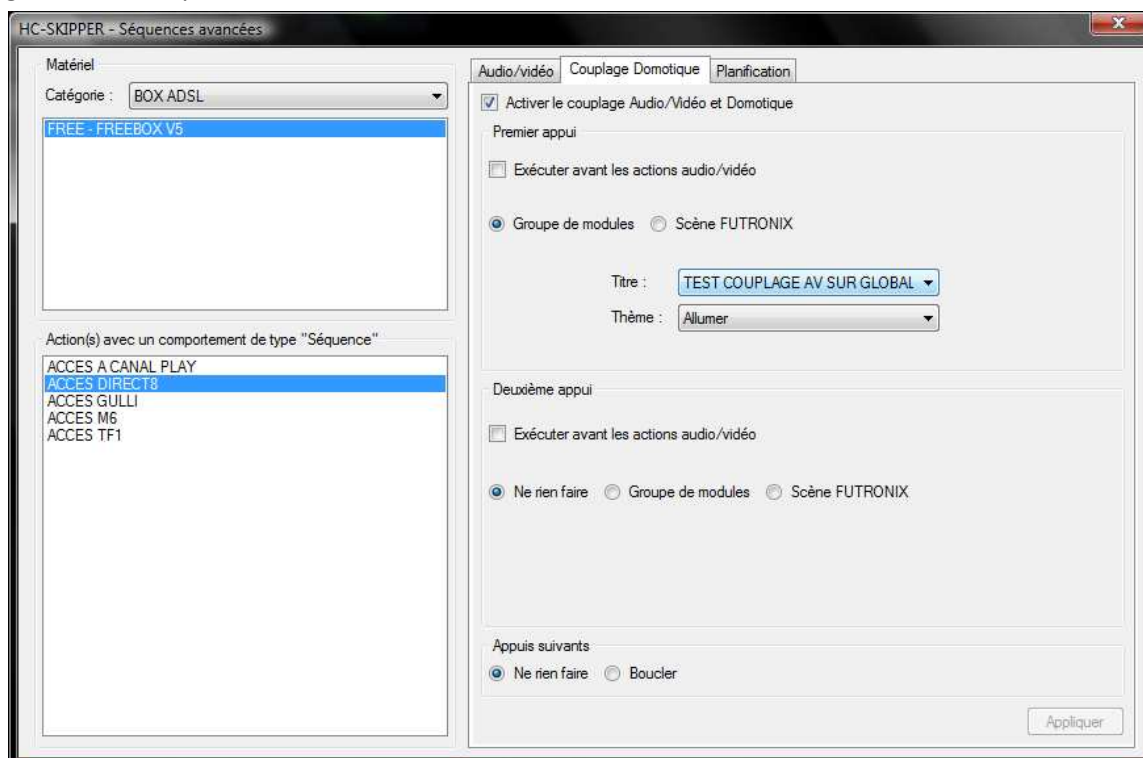 HC-SKIPPER - Séquences avancées
Matériel
Catégorie : BOX ADSL
FREE - FREEBOX V5
Action(s) avec un comportement de type "Séquence"
ACCES A CANAL PLAY
ACCES DIRECT8
ACCES GULLI
ACCES M6
ACCES TF1
Audio/vidéo Couplage Domotique Planification
Activer le couplage Audio/Vidéo et Domotique
Premier appui
Exécuter avant les actions audio/vidéo
Groupe de modules Scène FUTRONIX
Titre : TEST COUPLAGE AV SUR GLOBAL
Thème : Allumer
Deuxième appui
Exécuter avant les actions audio/vidéo
Ne rien faire Groupe de modules Scène FUTRONIX
Appuis suivants
Ne rien faire Boucler
Appliquer